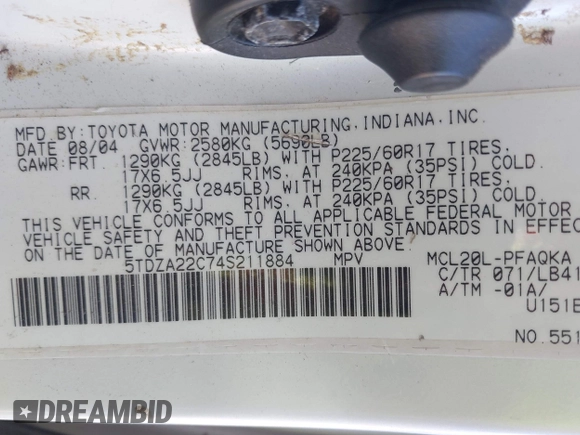 MFD.BY:TOYOTA MOTOR MANUFACTURING,INDIANA,INC.
DATE 08/04 GVWR:2580KG (5690LB)
GAWR:FRT. 1290KG (2845LB) WITH P225/60R17 TIRES,
17X6.5JJ RIMS, AT 240KPA (35PSI) COLD.
RR. 1290KG (2845LB) WITH P225/60R17 TIRES,
17X6.5JJ RIMS, AT 240KPA (35PSI) COLD.
THIS VEHICLE CONFORMS TO ALL APPLICABLE FEDERAL MOTOR
VEHICLE SAFETY AND THEFT PREVENTION STANDARDS IN EFFEC
DATE OF MANUFACTURE SHOWN ABOVE.
5TDZA22C74S211884 MPV MCL20L-PFAQKA
C/TR 071/LB41
A/TM -01A/
U151E
NO.551
DREAMBID